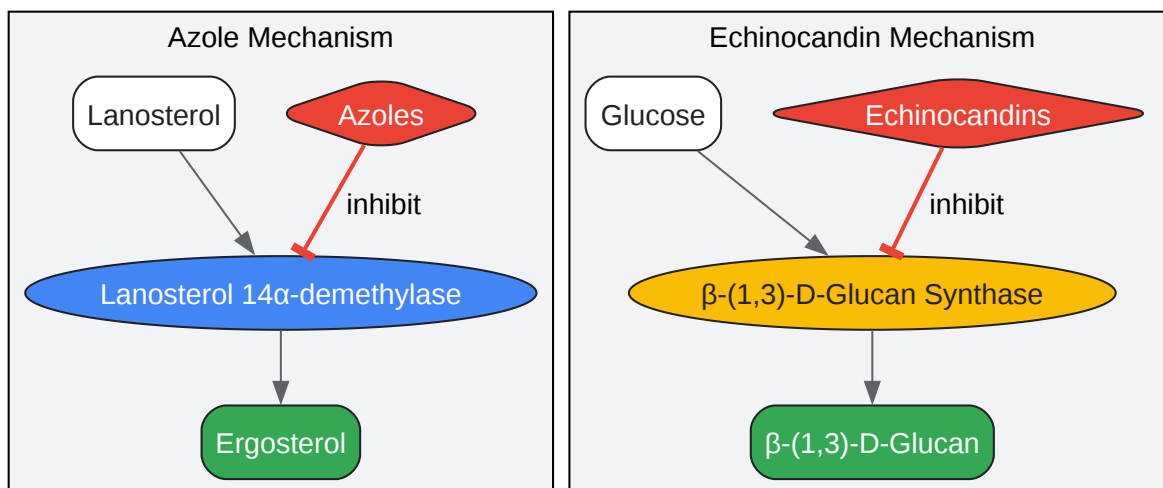 Azole Mechanism
Lanosterol
Azoles
inhibit
Lanosterol 14α-demethylase
Ergosterol
Echinocandin Mechanism
Glucose
Echinocandins
inhibit
β-(1,3)-D-Glucan Synthase
β-(1,3)-D-Glucan